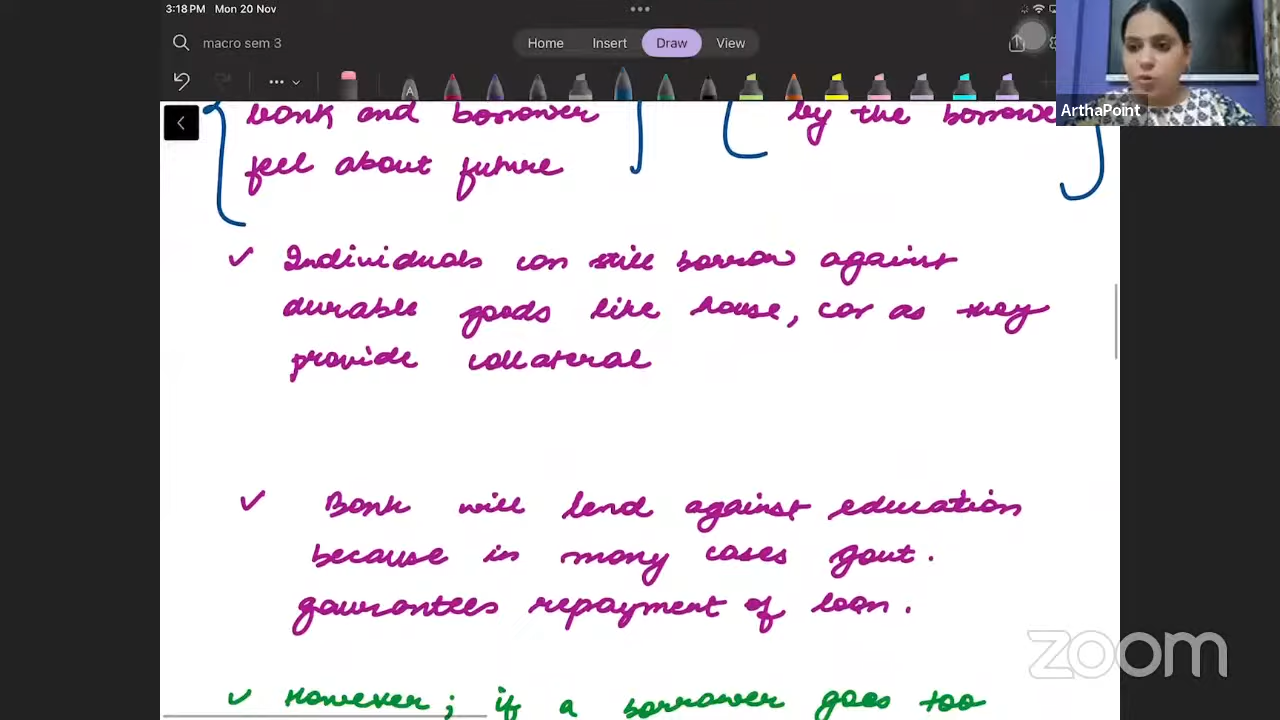 3:18 PM Mon 20 Nov
macro sem 3
Home Insert Draw View
A
ArthaPoint
bank and borrower
feel about future
by the borrowe
✓ Individuals can still borrow against
durable goods like house, car as they
provide collateral
✓ Bank will lend against education
because in many cases govt.
gaurantees repayment of loan.
✓ However; if a borrower goes too
zoom